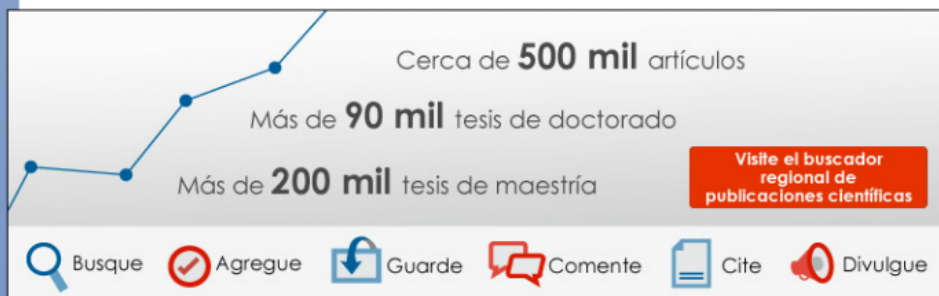 Cerca de 500 mil artículos
Más de 90 mil tesis de doctorado
Más de 200 mil tesis de maestría
Visite el buscador
regional de
publicaciones científicas
Busque Agregue Guarde Comente Cite Divulgue